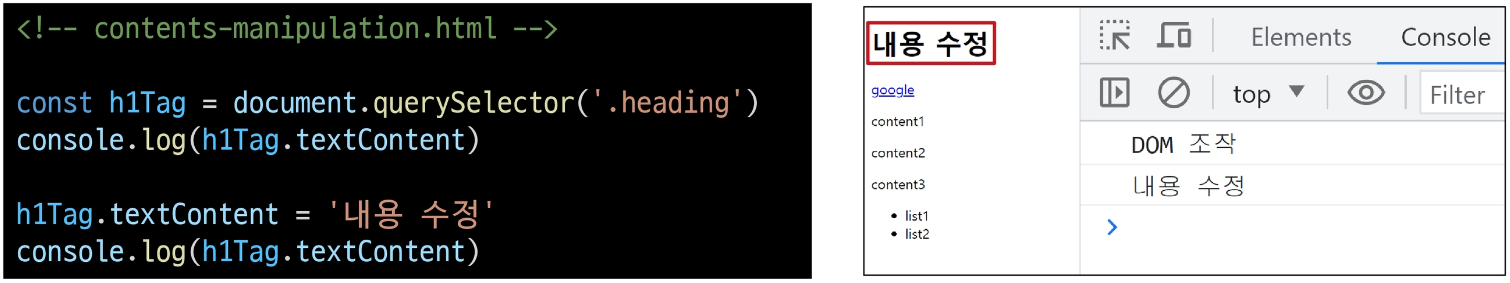 <!-- contents-manipulation.html -->
const h1Tag = document.querySelector('.heading')
console.log(h1Tag.textContent)
h1Tag.textContent = '내용 수정'
console.log(h1Tag.textContent)
내용 수정
google
content1
content2
content3
list1
list2
Elements Console
top Filter
DOM 조작
내용 수정